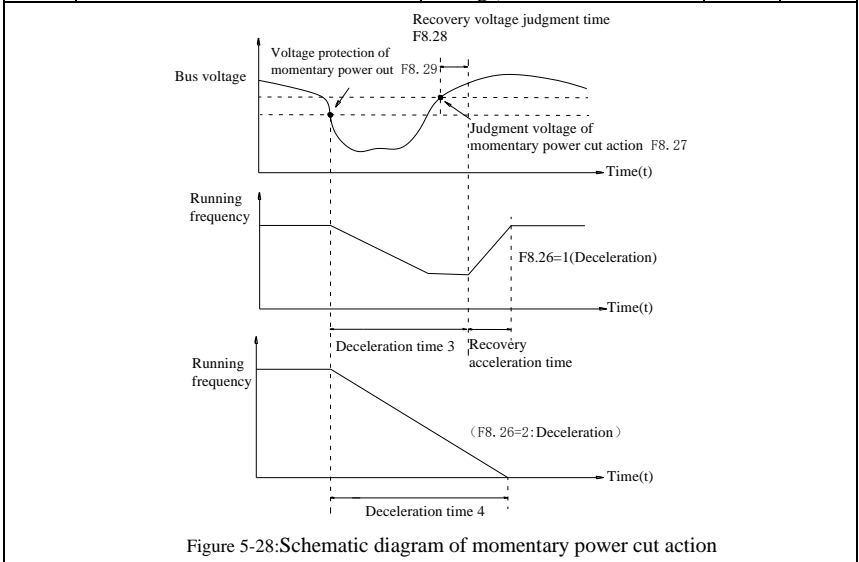 Recovery voltage judgment time
F8.28
Voltage protection of
momentary power out F8. 29
Bus voltage
Judgment voltage of
momentary power cut action F8. 27
Time(t)
Running
frequency
F8.26=1(Deceleration)
Time(t)
Deceleration time 3
Recovery
acceleration time
Running
frequency
(F8. 26=2:Deceleration)
Time(t)
Deceleration time 4
Figure 5-28:Schematic diagram of momentary power cut action